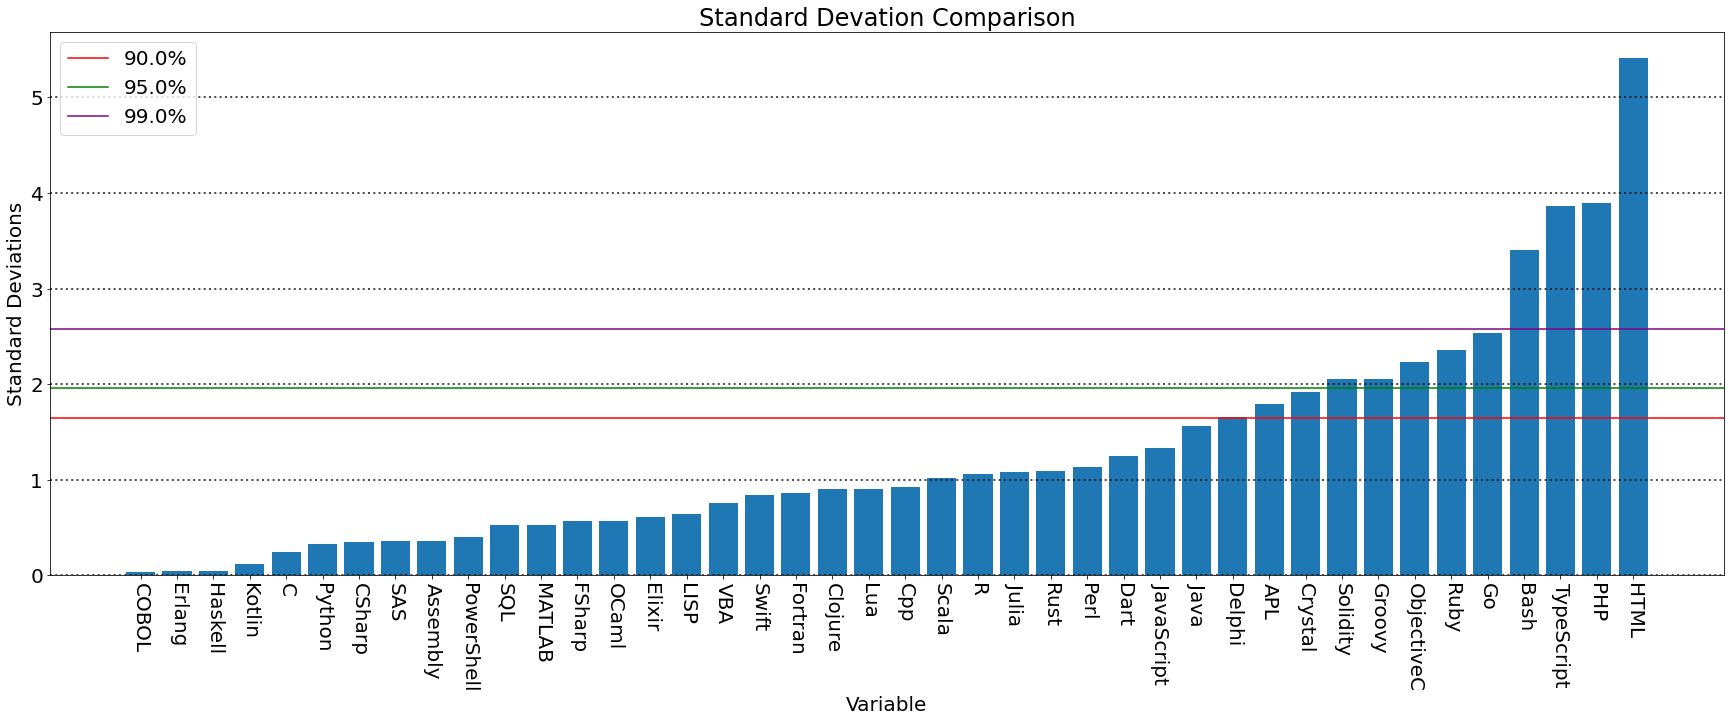 Standard Devation Comparison
90.0%
95.0%
99.0%
Standard Deviations
5
4
3
2
1
0
COBOL
Erlang
Haskell
Kotlin
C
Python
CSharp
SAS
Assembly
PowerShell
SQL
MATLAB
FSharp
OCaml
Elixir
LISP
VBA
Swift
Fortran
Clojure
Lua
Cpp
Scala
R
Julia
Rust
Perl
Dart
JavaScript
Java
Delphi
APL
Crystal
Solidity
Groovy
ObjectiveC
Ruby
Go
Bash
TypeScript
PHP
HTML
Variable